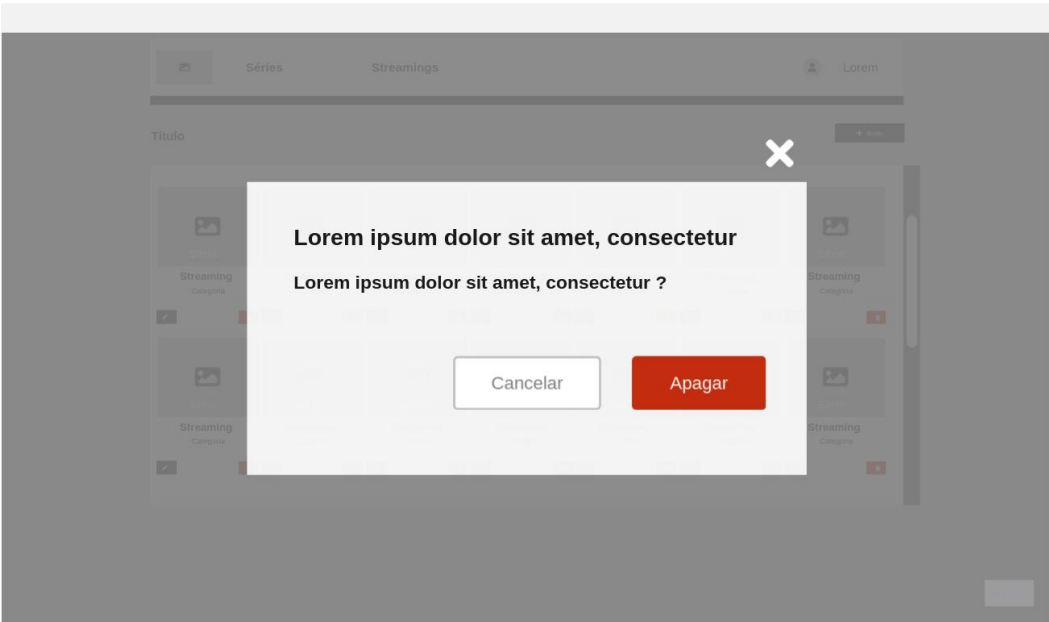 Séries Streamings Lorem
Título
Lorem ipsum dolor sit amet, consectetur
Lorem ipsum dolor sit amet, consectetur ?
Streaming Streaming
Categoria Categoria
Cancelar Apagar
Streaming Streaming
Categoria Categoria